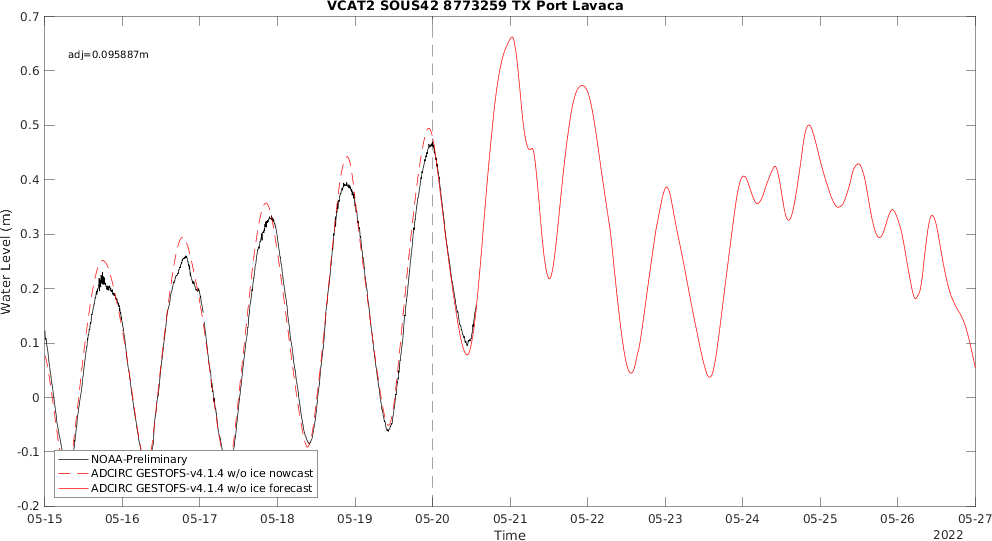 VCAT2 SOUS42 8773259 TX Port Lavaca
adj=0.095887m
0.7
0.6
0.5
0.4
0.3
0.2
0.1
0
-0.1
-0.2
Water Level (m)
NOAA-Preliminary
ADCIRC GESTOFS-v4.1.4 w/o ice nowcast
ADCIRC GESTOFS-v4.1.4 w/o ice forecast
05-15 05-16 05-17 05-18 05-19 05-20 05-21 05-22 05-23 05-24 05-25 05-26 05-27
Time
2022